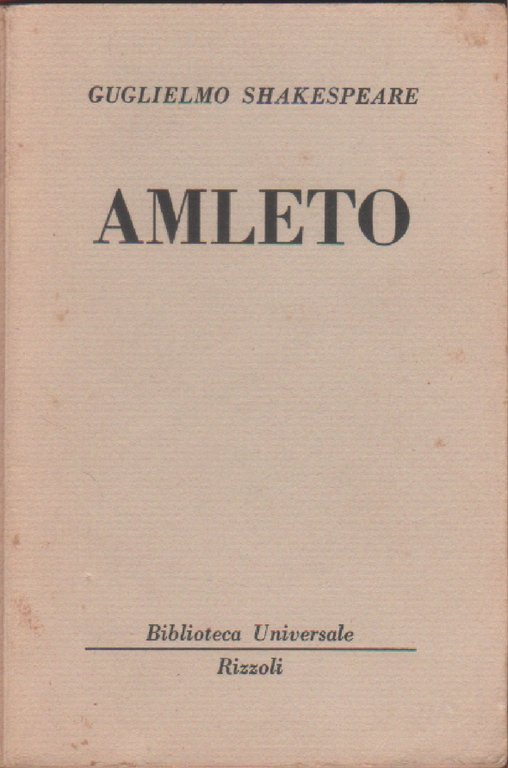 GUGLIELMO SHAKESPEARE
AMLETO
Biblioteca Universale
Rizzoli